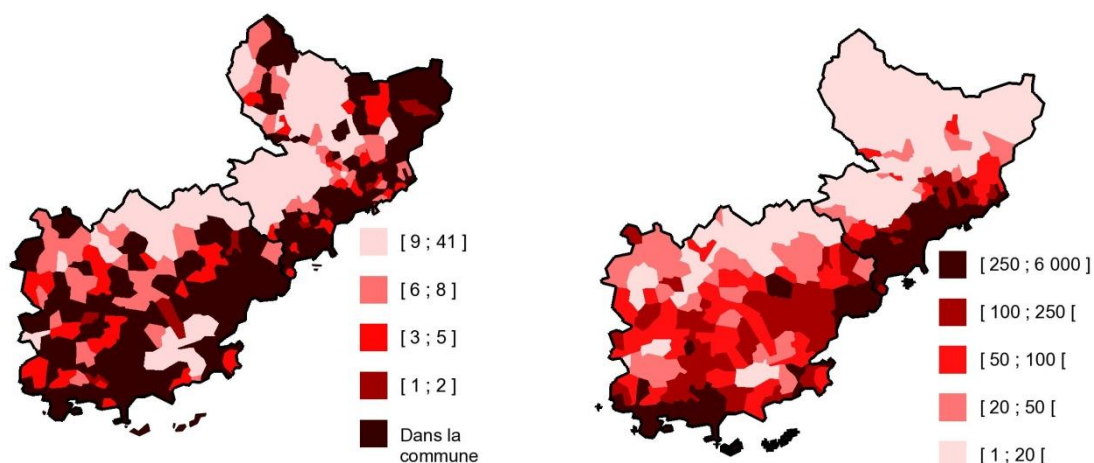 [ 9 ; 41 ]
[ 6 ; 8 ]
[ 3 ; 5 ]
[ 1 ; 2 ]
Dans la
commune
[ 250 ; 6 000 ]
[ 100 ; 250 [
[ 50 ; 100 [
[ 20 ; 50 [
[ 1 ; 20 [